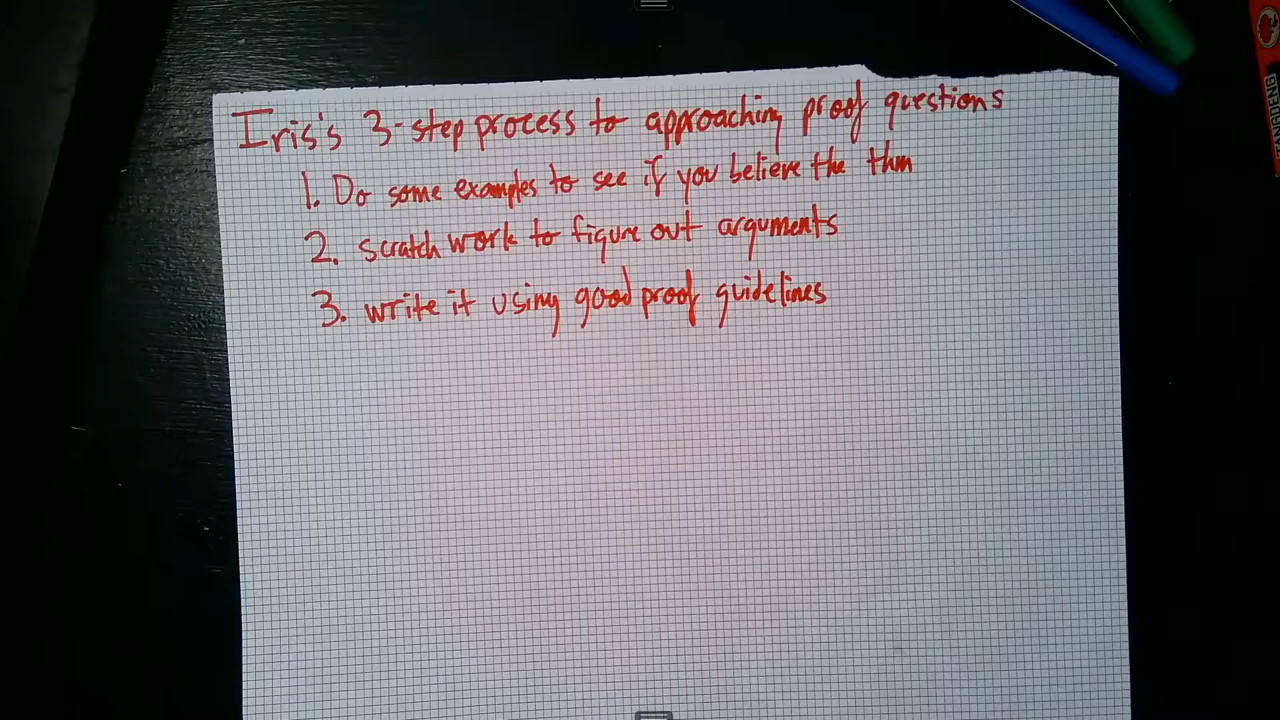 Iris's 3-step process to approaching proof questions
1. Do some examples to see if you believe the thm
2. scratch work to figure out arguments
3. write it using good proof guidelines